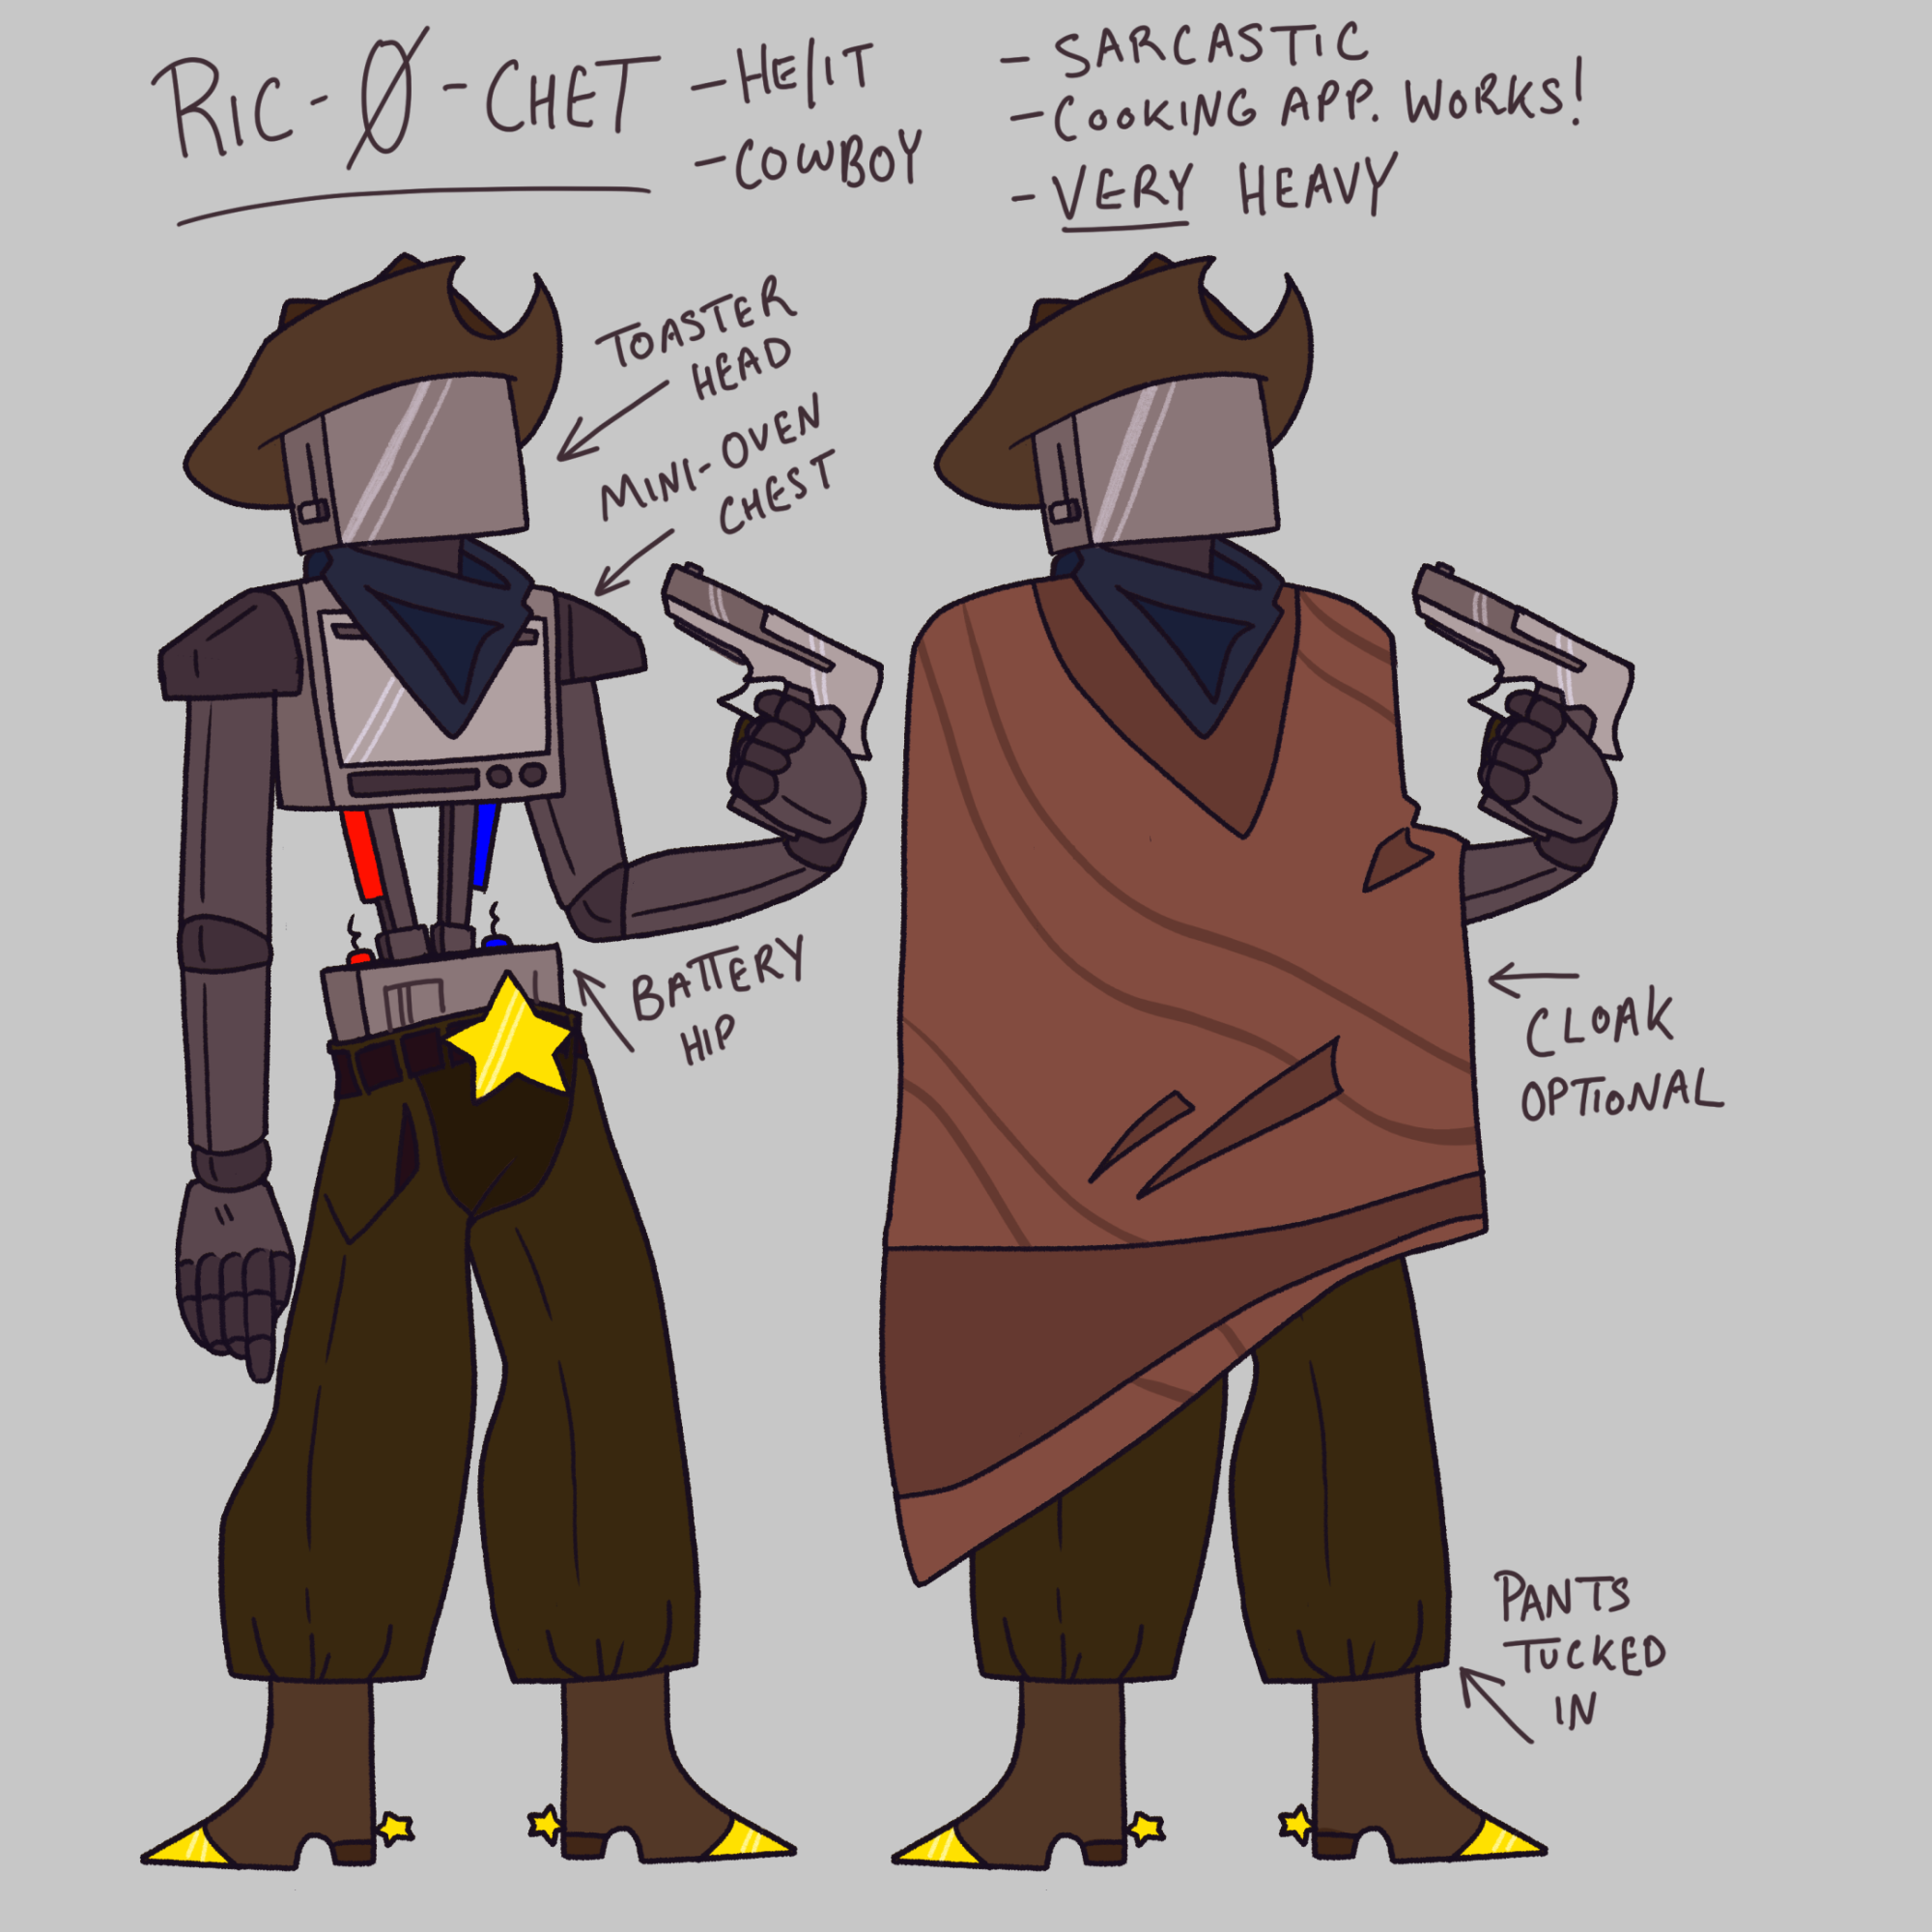 RIC-Ø-CHET
-HE/IT
-COWBOY
-SARCASTIC
-COOKING APP. WORKS!
-VERY HEAVY
TOASTER
HEAD
MINI-OVEN
CHEST
BATTERY
HIP
CLOAK
OPTIONAL
PANTS
TUCKED
IN